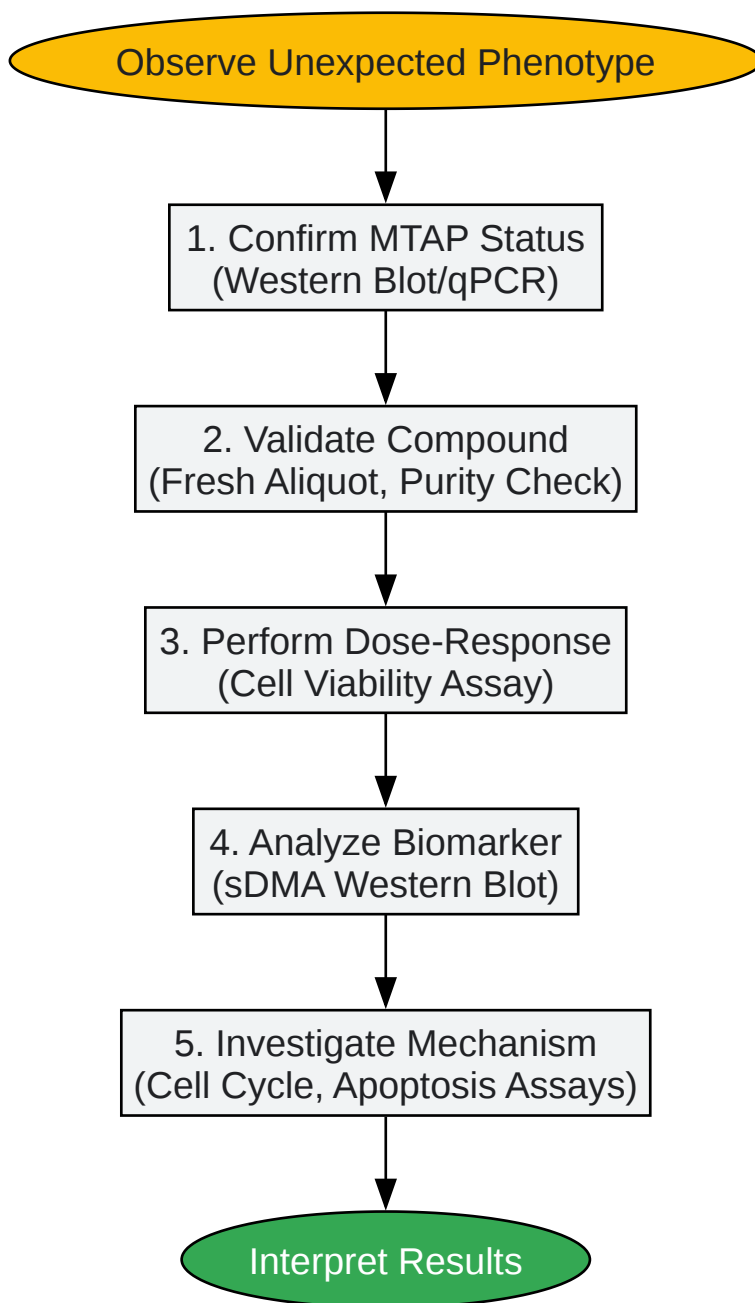 Observe Unexpected Phenotype
1. Confirm MTAP Status
(Western Blot/qPCR)
2. Validate Compound
(Fresh Aliquot, Purity Check)
3. Perform Dose-Response
(Cell Viability Assay)
4. Analyze Biomarker
(sDMA Western Blot)
5. Investigate Mechanism
(Cell Cycle, Apoptosis Assays)
Interpret Results